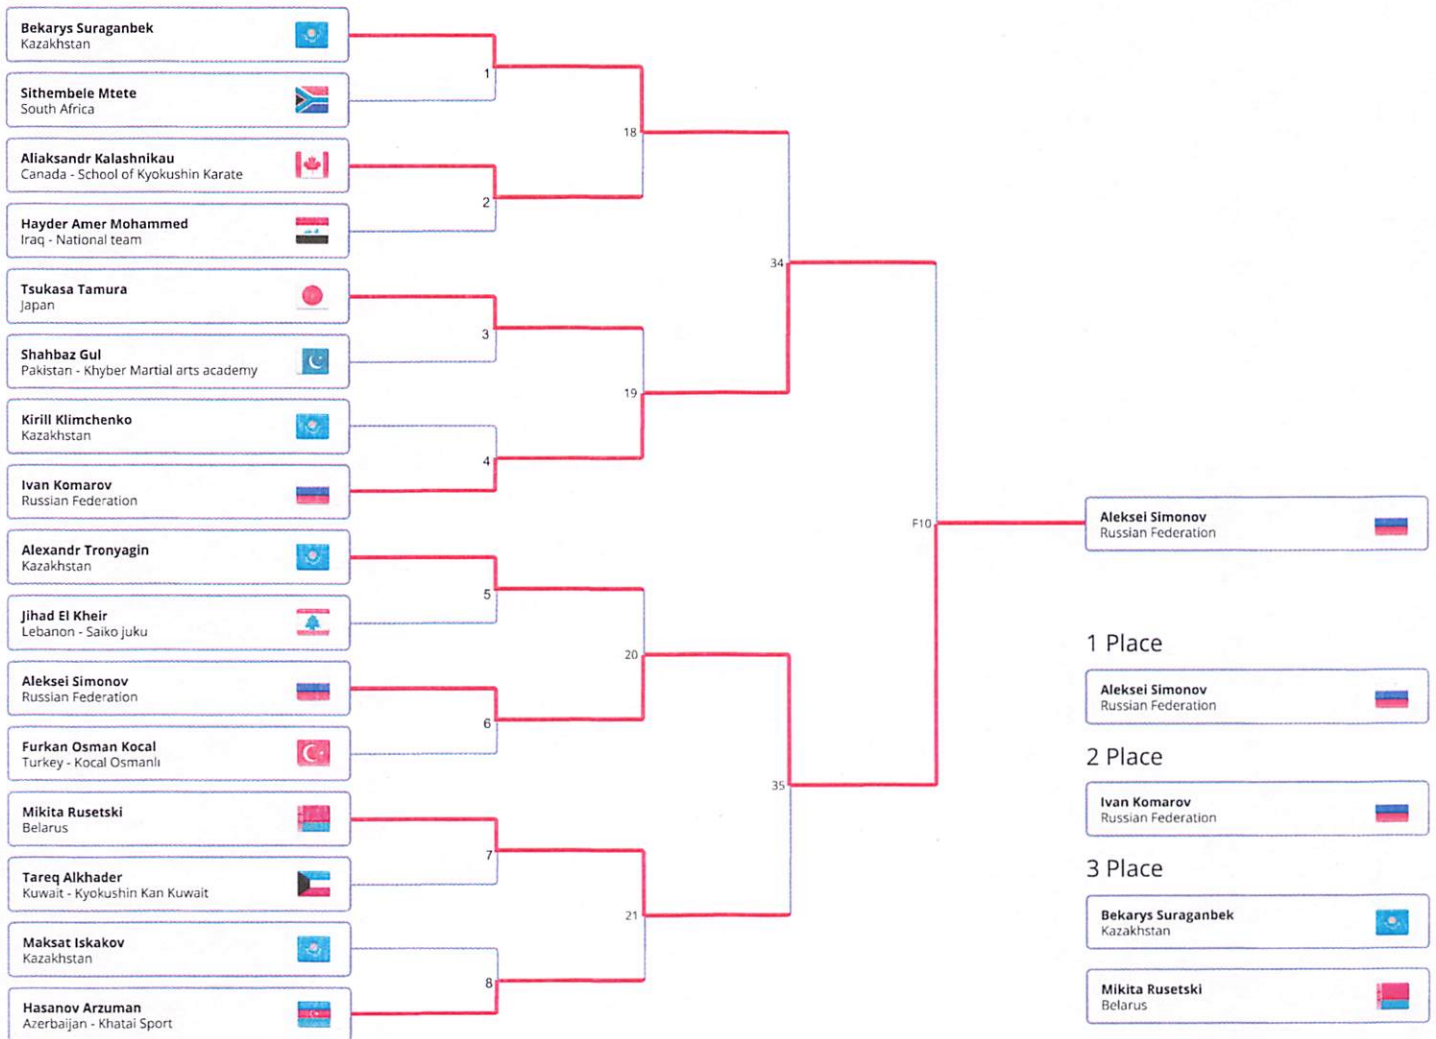 Bekarys Suraganbek
Kazakhstan
1
Sithembele Mtete
South Africa
18
Aliaksandr Kalashnikau
Canada - School of Kyokushin Karate
2
Hayder Amer Mohammed
Iraq - National team
34
Tsukasa Tamura
Japan
3
Shahbaz Gul
Pakistan - Khyber Martial arts academy
19
Kirill Klimchenko
Kazakhstan
4
Ivan Komarov
Russian Federation
F10
Aleksei Simonov
Russian Federation
Alexandr Tronyagin
Kazakhstan
5
Jihad El Kheir
Lebanon - Saiko juku
20
Aleksei Simonov
Russian Federation
6
Furkan Osman Kocal
Turkey - Kocal Osmanlı
35
Mikita Rusetski
Belarus
7
Tareq Alkhader
Kuwait - Kyokushin Kan Kuwait
21
Maksat Iskakov
Kazakhstan
8
Hasanov Arzuman
Azerbaijan - Khatai Sport
1 Place
Aleksei Simonov
Russian Federation
2 Place
Ivan Komarov
Russian Federation
3 Place
Bekarys Suraganbek
Kazakhstan
Mikita Rusetski
Belarus